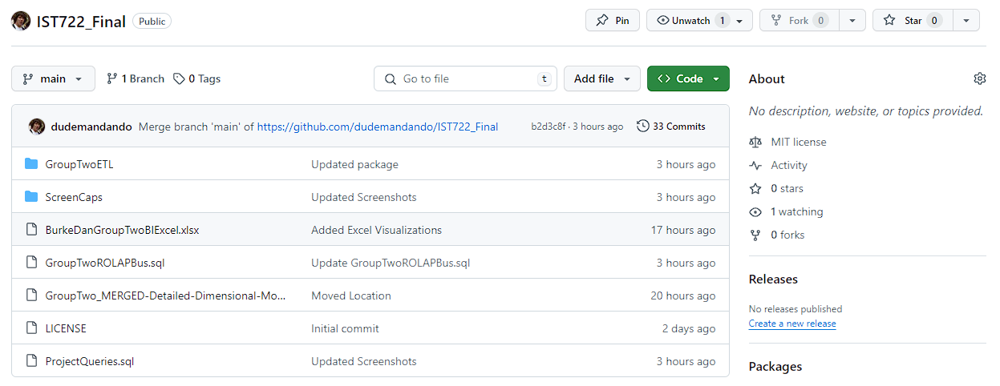 IST722_Final Public Pin Unwatch 1 Fork 0 Star 0
main 1 Branch 0 Tags Go to file t Add file Code
About
No description, website, or topics provided.
dudemandando Merge branch 'main' of https://github.com/dudemandando/IST722_Final b2d3c8f · 3 hours ago 33 Commits
GroupTwoETL Updated package 3 hours ago
ScreenCaps Updated Screenshots 3 hours ago
BurkeDanGroupTwoBIExcel.xlsx Added Excel Visualizations 17 hours ago
GroupTwoROLAPBus.sql Update GroupTwoROLAPBus.sql 3 hours ago
GroupTwo_MERGED-Detailed-Dimensional-Mo... Moved Location 20 hours ago
LICENSE Initial commit 2 days ago
ProjectQueries.sql Updated Screenshots 3 hours ago
MIT license
Activity
0 stars
1 watching
0 forks
Releases
No releases published
Create a new release
Packages